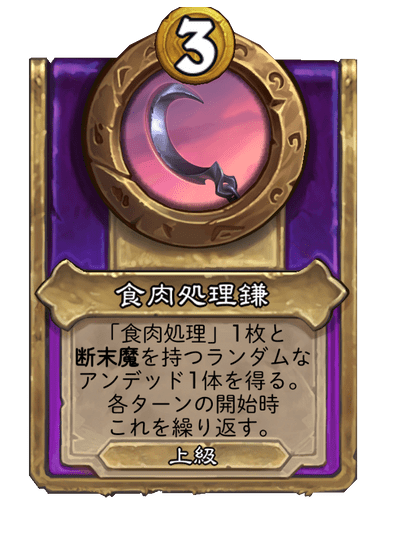 3
食肉処理鎌
「食肉処理」1枚と
断末魔を持つランダムな
アンデッド1体を得る。
各ターンの開始時
これを繰り返す。
上級